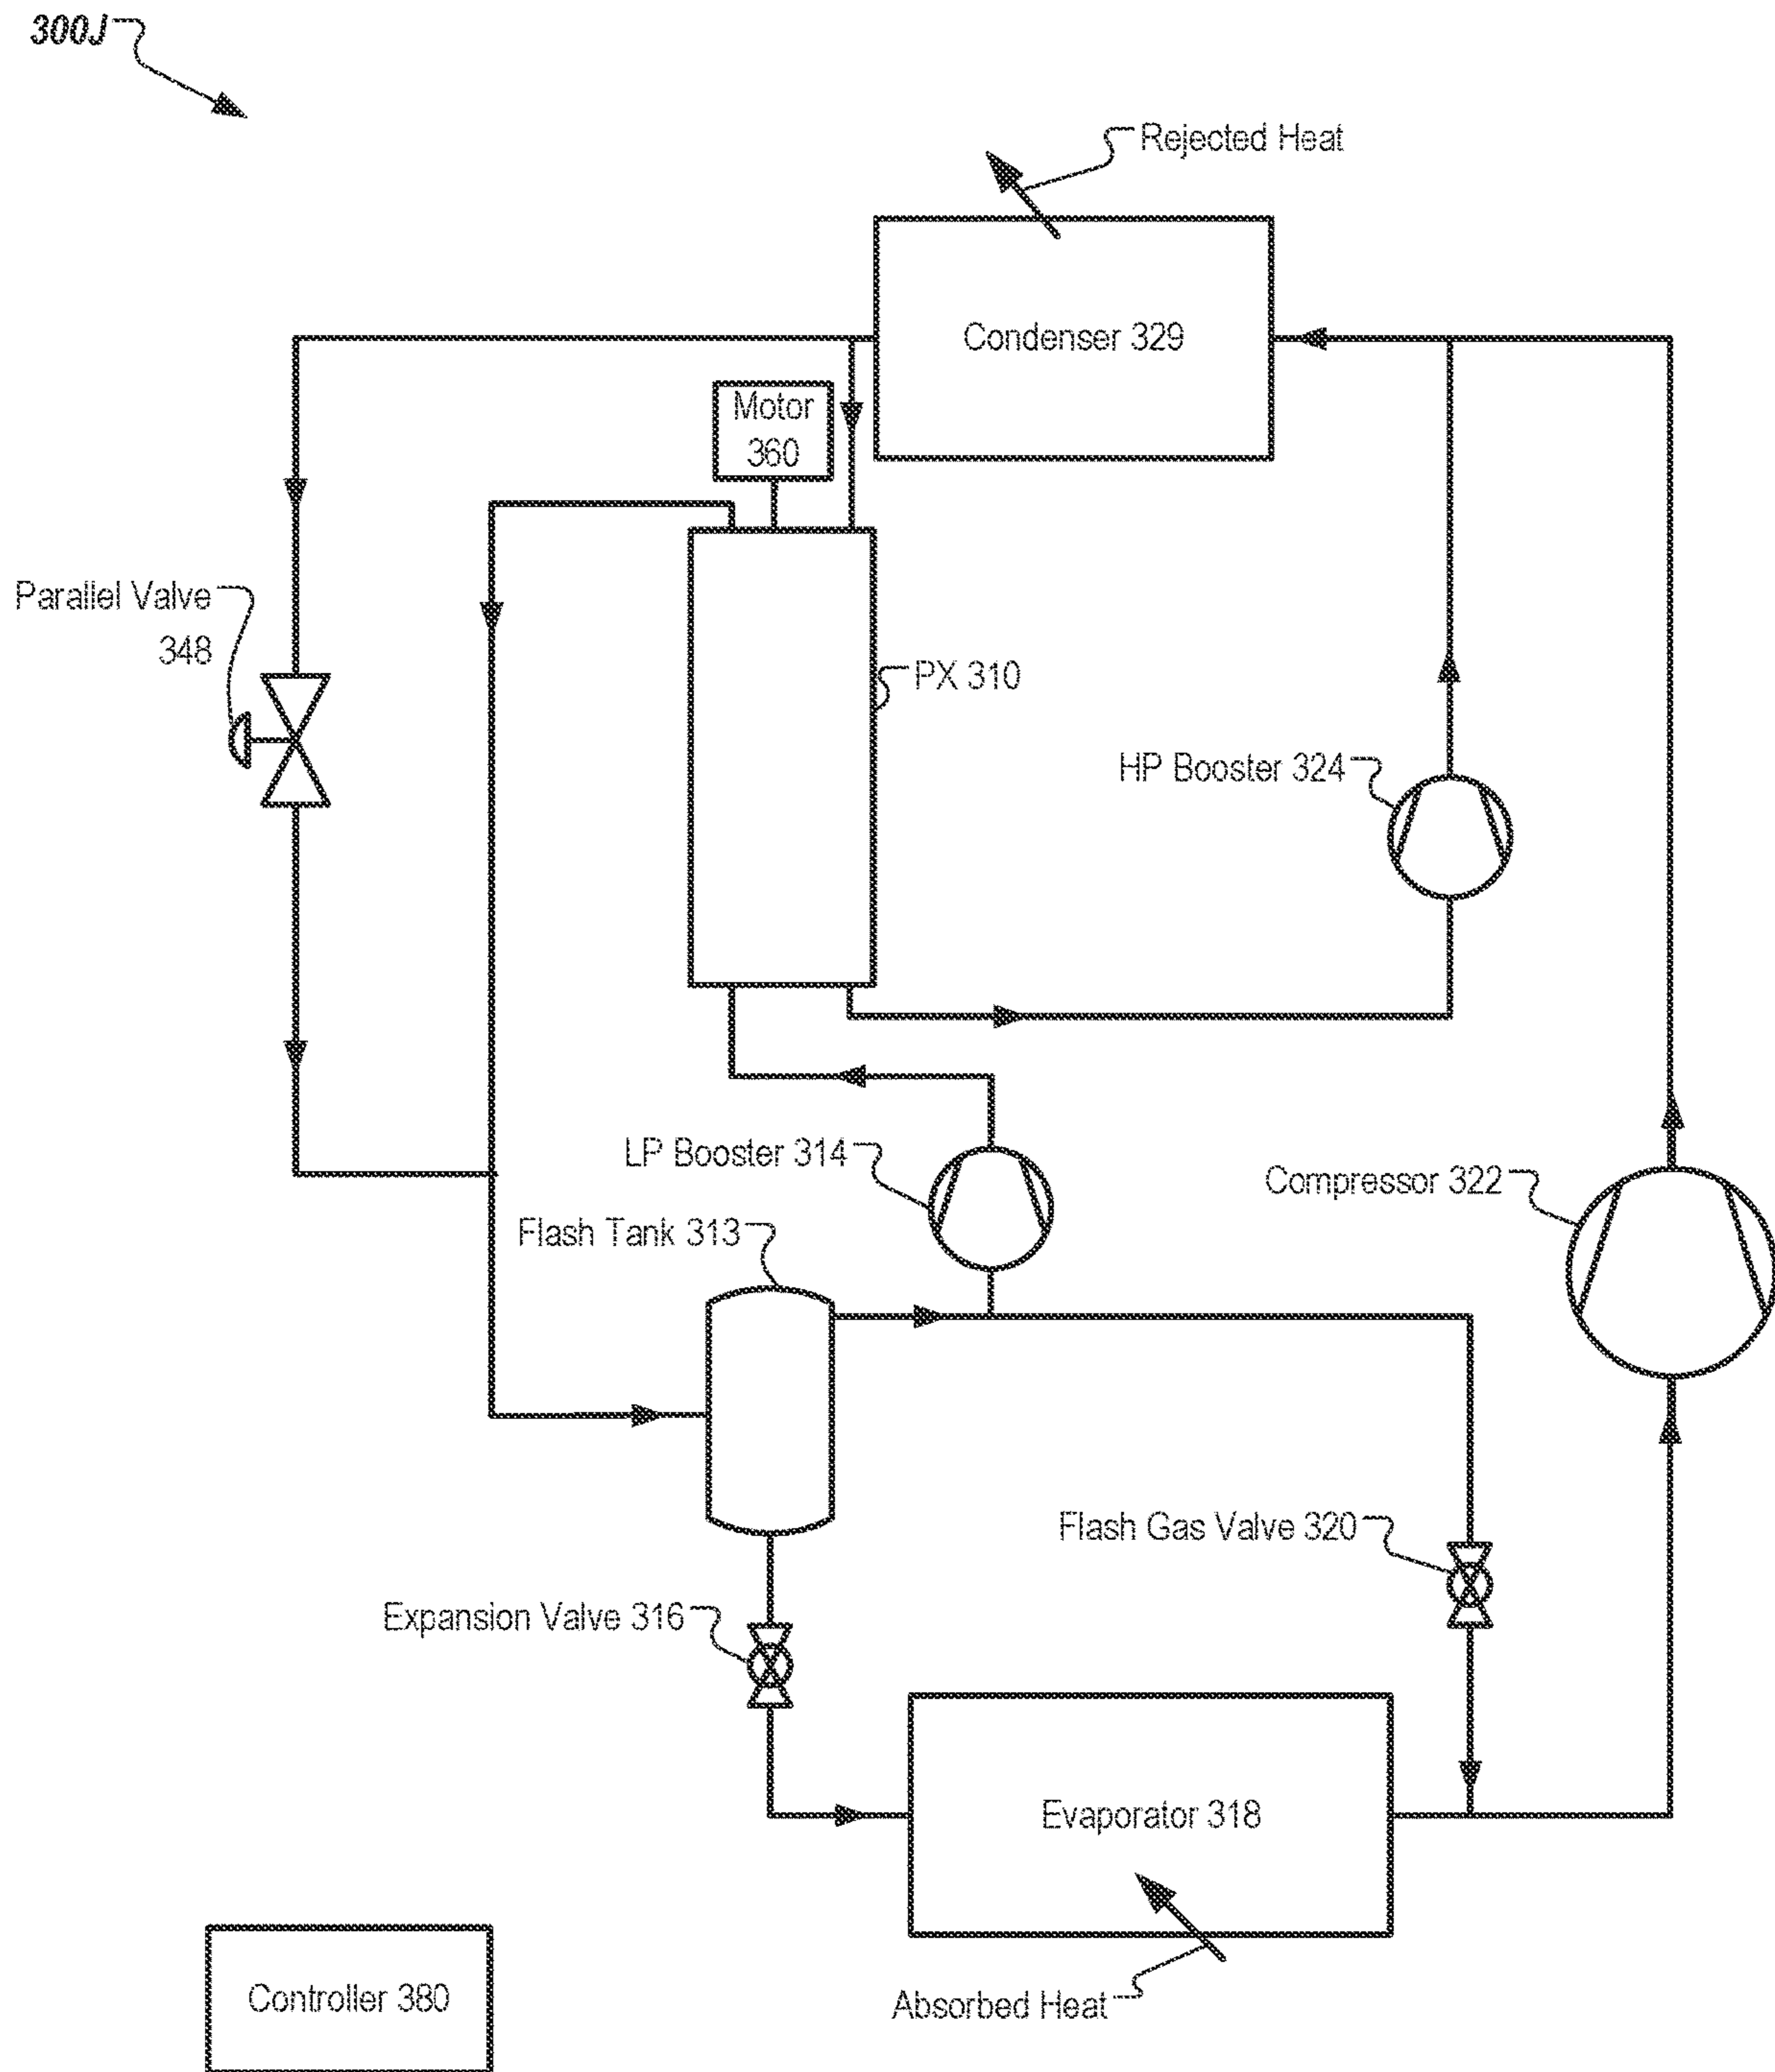 300J
Rejected Heat
Condenser 329
Motor
360
Parallel Valve
348
PX 310
HP Booster 324
LP Booster 314
Compressor 322
Flash Tank 313
Flash Gas Valve 320
Expansion Valve 316
Evaporator 318
Controller 380
Absorbed Heat